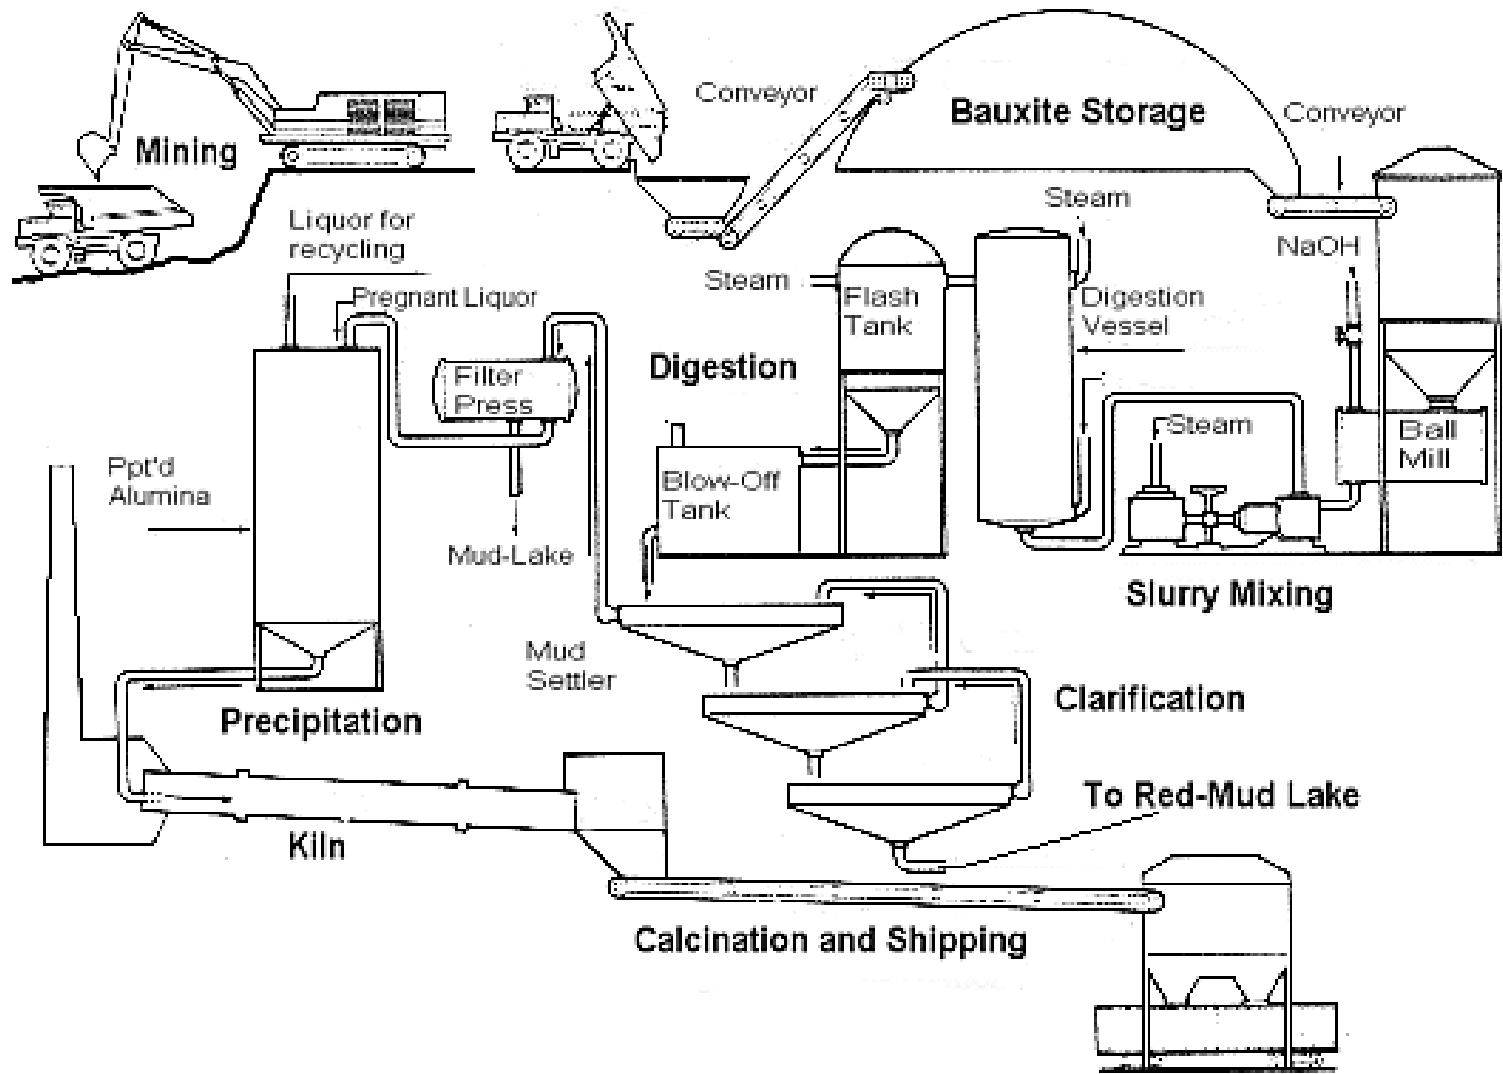 Conveyor
Bauxite Storage
Conveyor
Mining
Steam
Liquor for
recycling
NaOH
Steam
Pregnant Liquor
Flash
Tank
Digestion
Vessel
Digestion
Filter
Press
Steam
Ball
Mill
Ppt'd
Alumina
Blow-Off
Tank
Mud-Lake
Slurry Mixing
Mud
Settler
Clarification
Precipitation
To Red-Mud Lake
Kiln
Calcination and Shipping